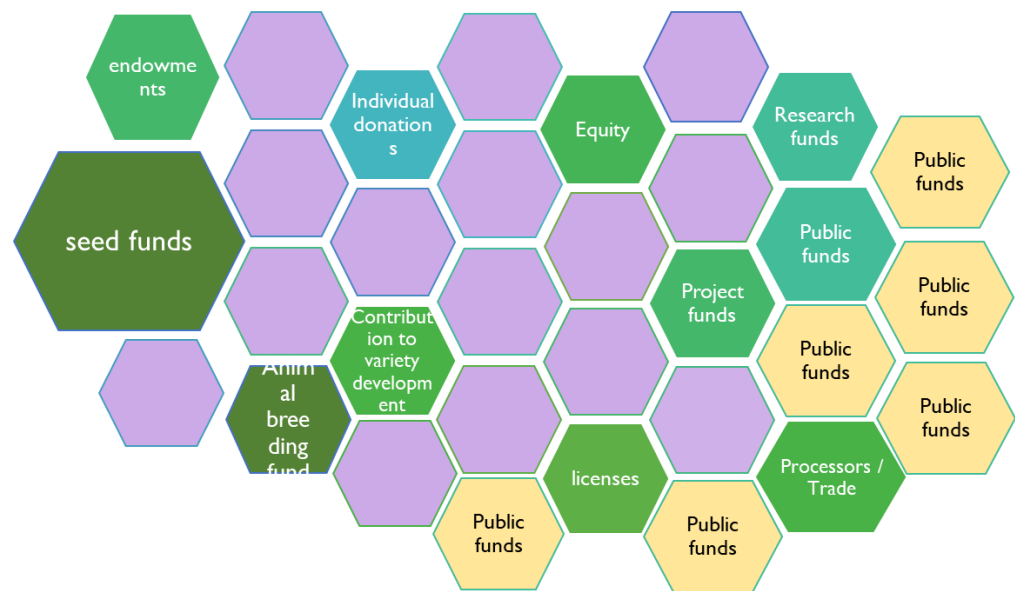 endowme
nts
Individual
donation
s
Equity
Research
funds
Public
funds
seed funds
Public
funds
Project
funds
Public
funds
Contribut
ion to
variety
developm
ent
Public
funds
Anim
al
bree
ding
fund
Public
funds
licenses
Processors /
Trade
Public
funds
Public
funds